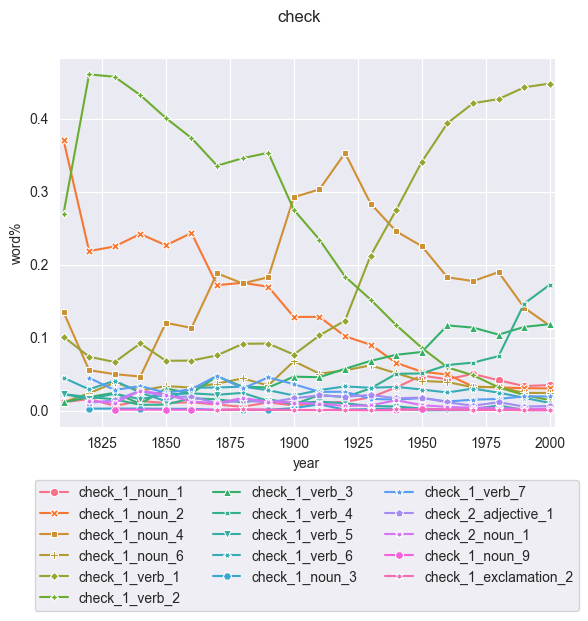 check
0.4
0.3
0.2
0.1
0.0
word%
1825 1850 1875 1900 1925 1950 1975 2000
year
check_1_noun_1 check_1_verb_3 check_1_verb_7
check_1_noun_2 check_1_verb_4 check_2_adjective_1
check_1_noun_4 check_1_verb_5 check_2_noun_1
check_1_noun_6 check_1_verb_6 check_1_noun_9
check_1_verb_1 check_1_noun_3 check_1_exclamation_2
check_1_verb_2